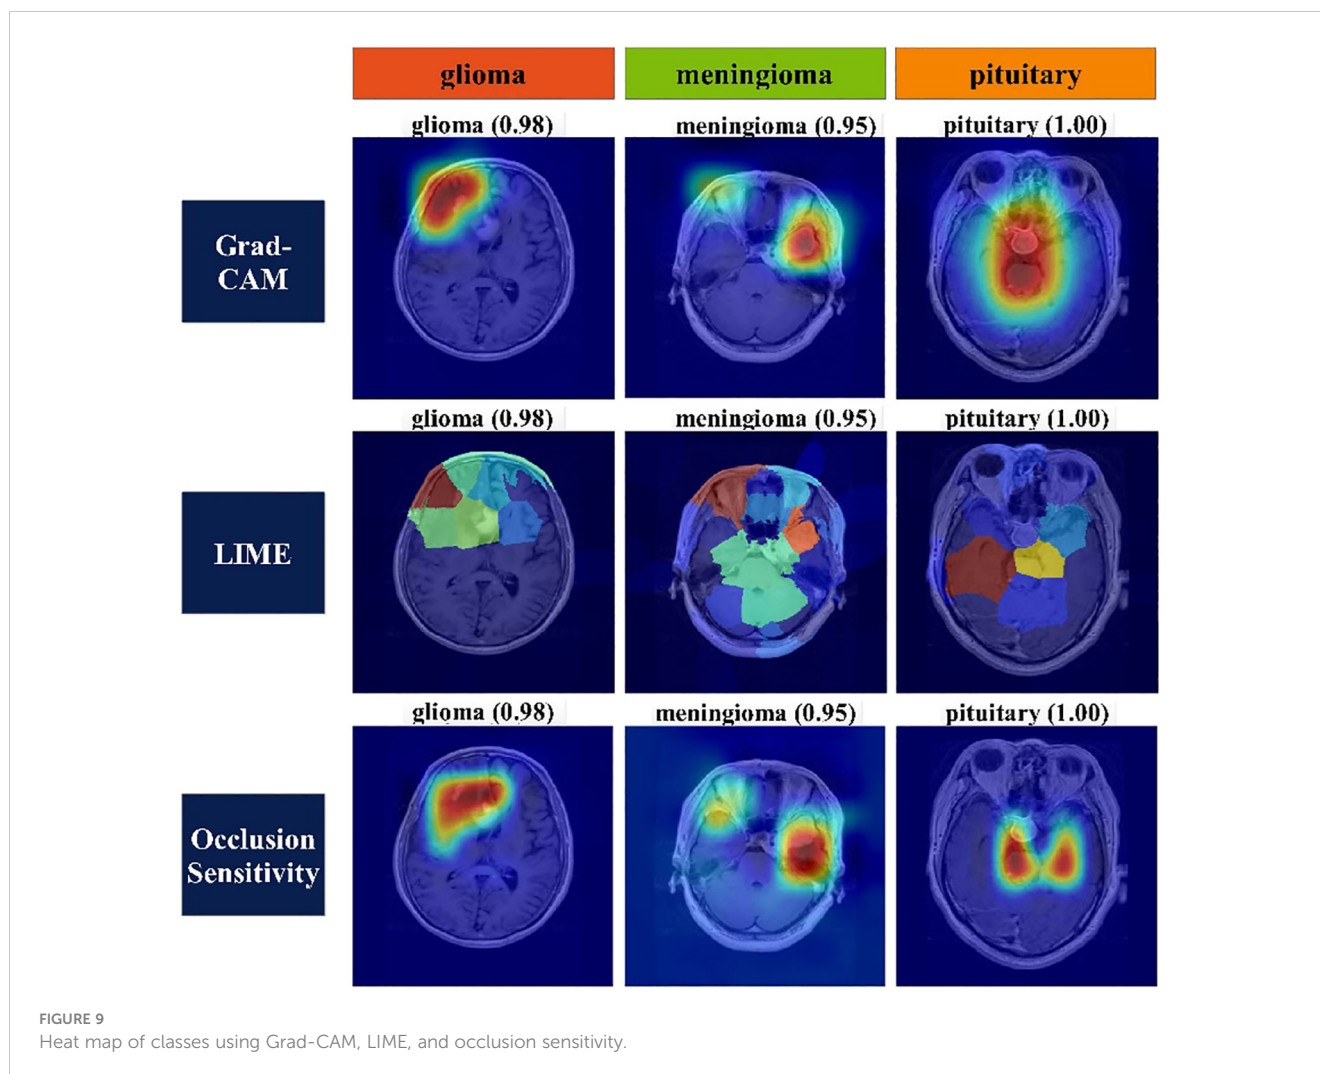 glioma
meningioma
pituitary
glioma (0.98)
meningioma (0.95)
pituitary (1.00)
Grad-
CAM
glioma (0.98)
meningioma (0.95)
pituitary (1.00)
LIME
glioma (0.98)
meningioma (0.95)
pituitary (1.00)
Occlusion
Sensitivity
FIGURE 9
Heat map of classes using Grad-CAM, LIME, and occlusion sensitivity.